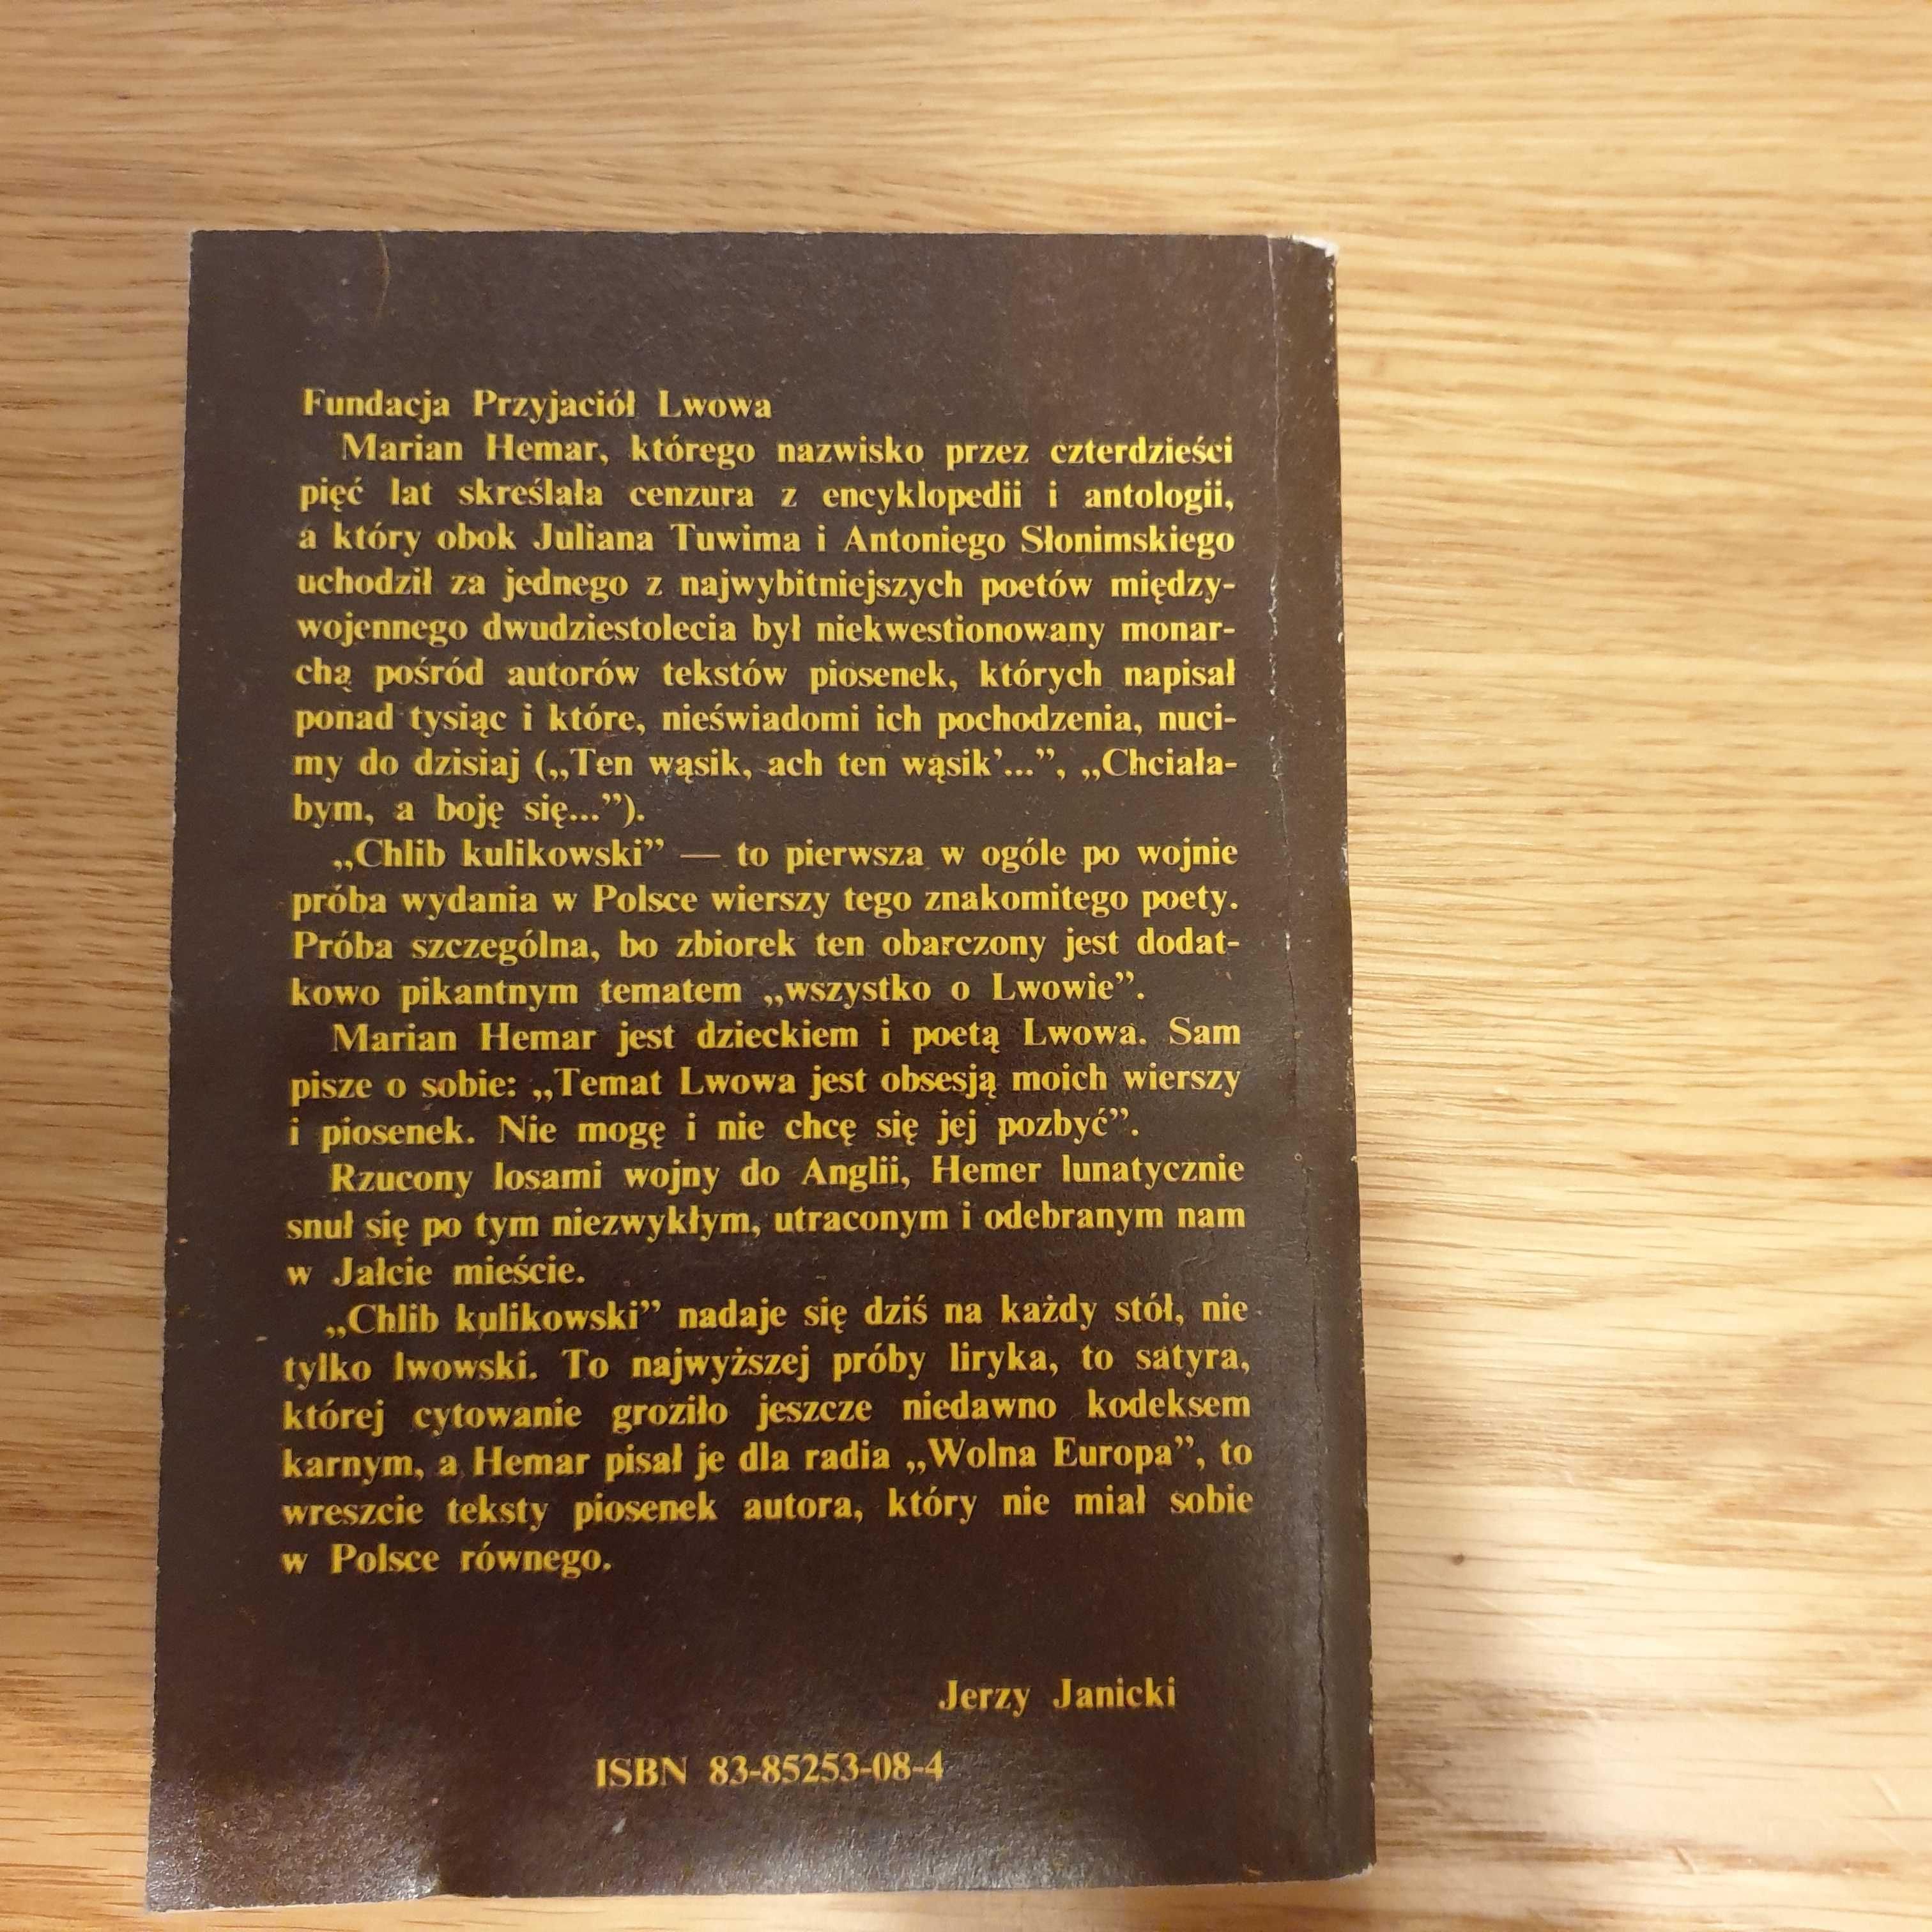 Fundacja Przyjaciół Lwowa
Marian Hemar, którego nazwisko przez czterdzieści
pięć lat skreślała cenzura z encyklopedii i antologii,
a który obok Juliana Tuwima i Antoniego Słonimskiego
uchodził za jednego z najwybitniejszych poetów między-
wojennego dwudziestolecia był niekwestionowany monar-
chą pośród autorów tekstów piosenek, których napisał
ponad tysiąc i które, nieświadomi ich pochodzenia, nuci-
my do dzisiaj („Ten wąsik, ach ten wąsik’...”, „Chciała-
bym, a boję się...”).
„Chlib kulikowski” — to pierwsza w ogóle po wojnie
próba wydania w Polsce wierszy tego znakomitego poety.
Próba szczególna, bo zbiorek ten obarczony jest dodat-
kowo pikantnym tematem „wszystko o Lwowie”.
Marian Hemar jest dzieckiem i poetą Lwowa. Sam
pisze o sobie: „Temat Lwowa jest obsesją moich wierszy
i piosenek. Nie mogę i nie chcę się jej pozbyć”.
Rzucony losami wojny do Anglii, Hemer lunatycznie
snuł się po tym niezwykłym, utraconym i odebranym nam
w Jałcie mieście.
„Chlib kulikowski” nadaje się dziś na każdy stół, nie
tylko lwowski. To najwyższej próby liryka, to satyra,
której cytowanie groziło jeszcze niedawno kodeksem
karnym, a Hemar pisał je dla radia „Wolna Europa”, to
wreszcie teksty piosenek autora, który nie miał sobie
w Polsce równego.
Jerzy Janicki
ISBN 83-85253-08-4